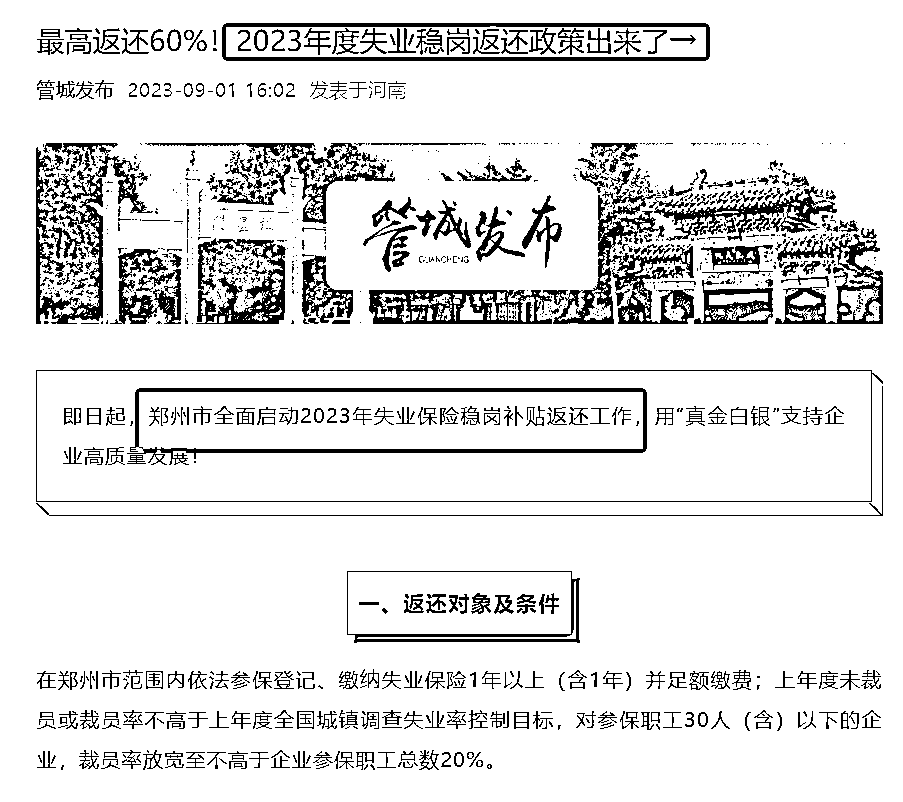 最高返还60%!2023年度失业稳岗返还政策出来了→
管城发布 2023-09-01 16:02 发表于河南
管城发布
GUANCHENG
即日起，郑州市全面启动2023年失业保险稳岗补贴返还工作，用“真金白银”支持企
业高质量发展！
一、返还对象及条件
在郑州市范围内依法参保登记、缴纳失业保险1年以上（含1年）并足额缴费；上年度未裁
员或裁员率不高于上年度全国城镇调查失业率控制目标，对参保职工30人（含）以下的企
业，裁员率放宽至不高于企业参保职工总数20%。